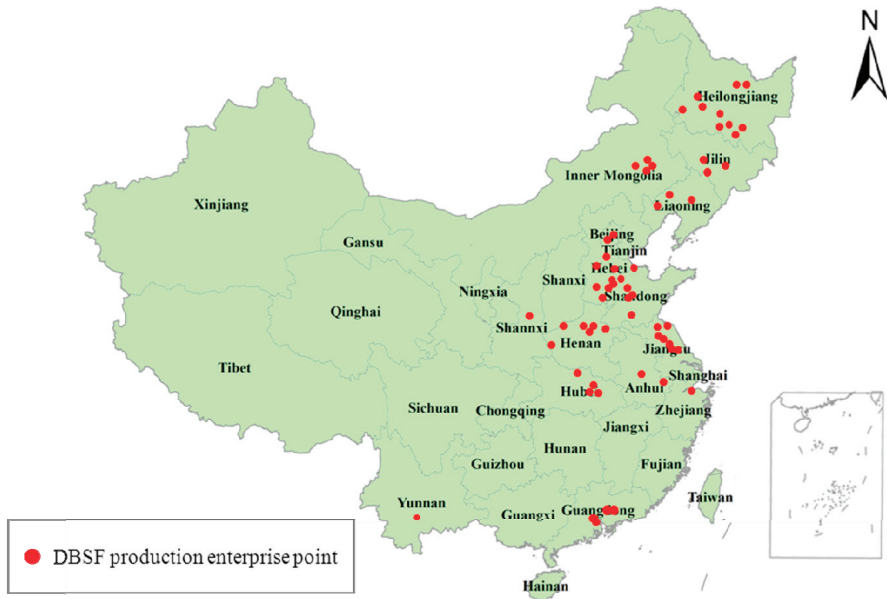 N
Heilongjiang
Jilin
Inner Mongolia
Liaoning
Xinjiang
Beijing
Gansu
Tianjin
Hebei
Shanxi
Ningxia
Shandong
Qinghai
Shannxi
Henan
Jiangsu
Tibet
Shanghai
Hubei
Anhui
Sichuan
Chongqing
Zhejiang
Jiangxi
Hunan
Guizhou
Fujian
Yunnan
Taiwan
Guangxi
Guangdong
DBSF production enterprise point
Hainan